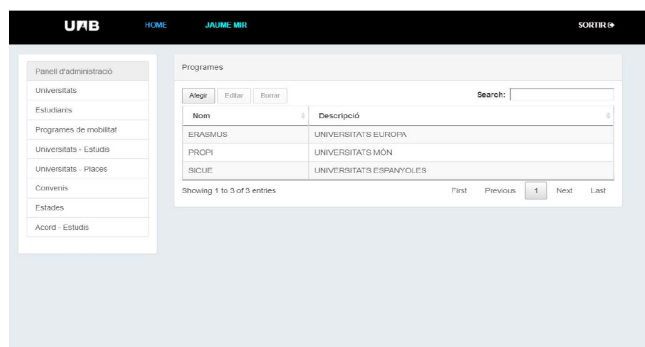 UAB HOME JAUME MIR SORTIR
Panell d'administració
Universitats
Estudiants
Programes de mobilitat
Universitats - Estudis
Universitats - Places
Convenis
Estades
Acord - Estudis
Programes
Afegir Editar Borrar Search:
Nom Descripció
ERASMUS UNIVERSITATS EUROPA
PROPI UNIVERSITATS MÓN
SICUE UNIVERSITATS ESPANYOLES
Showing 1 to 3 of 3 entries First Previous 1 Next Last